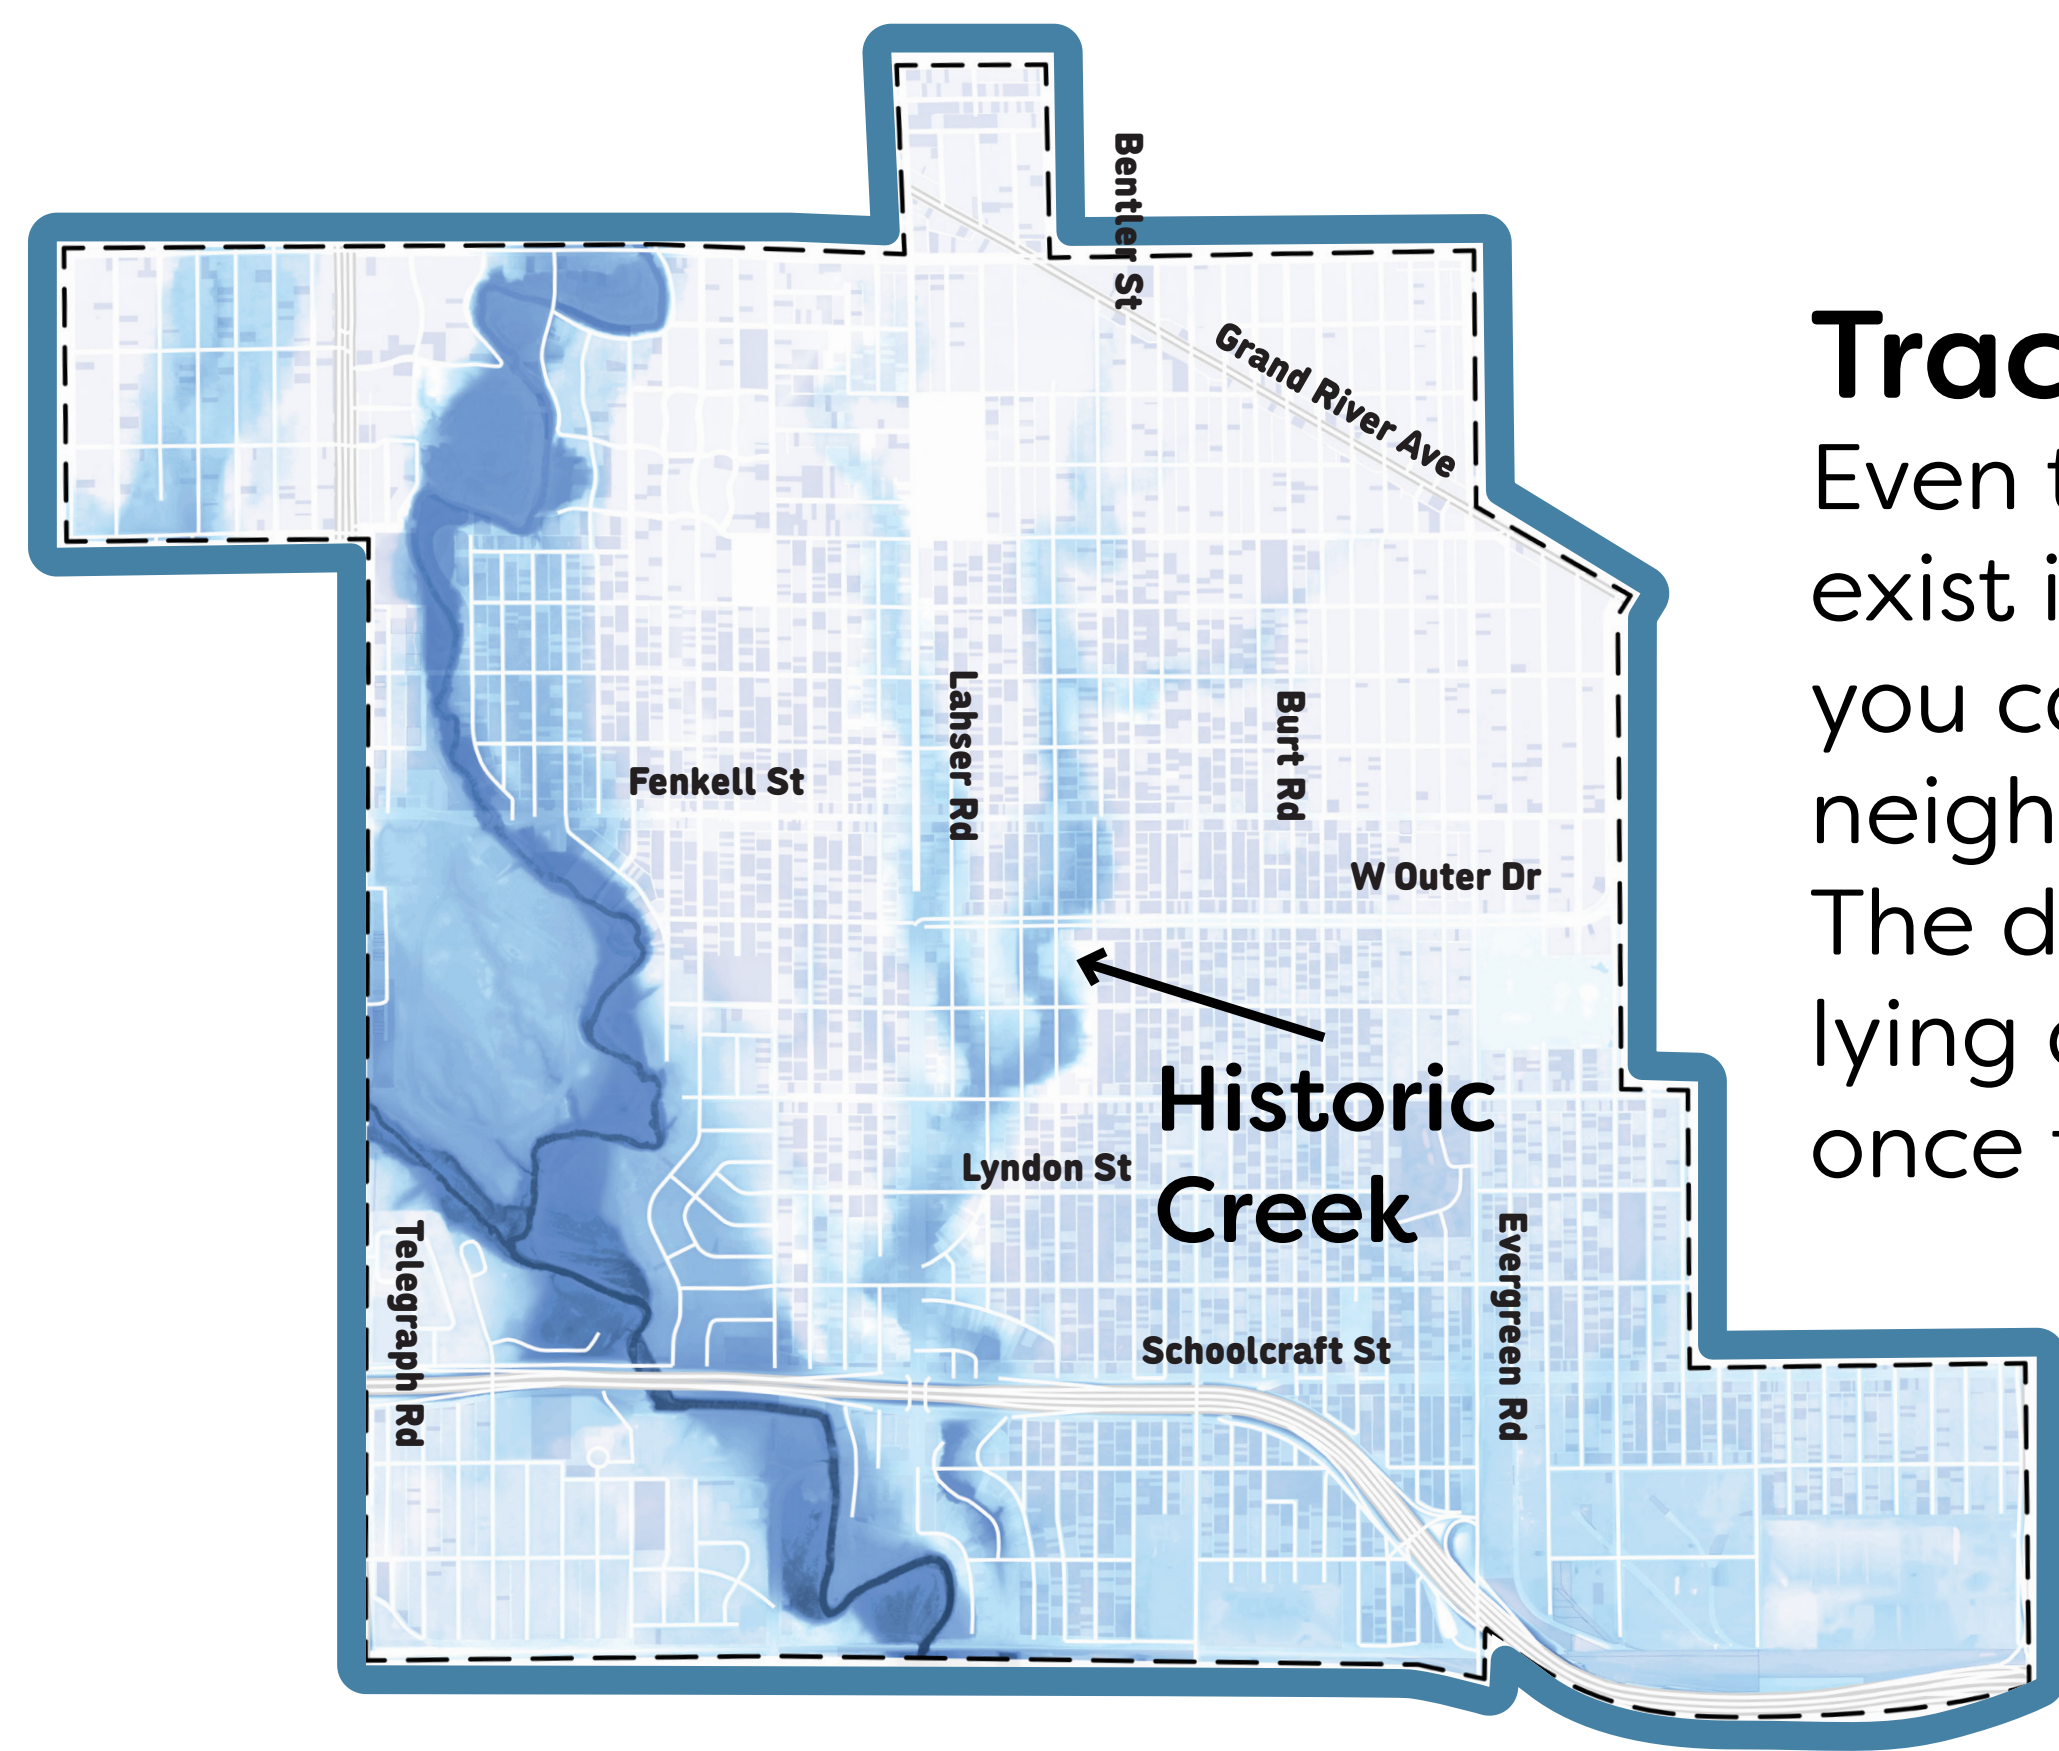 Bentler St
Grand River Ave
Lahser Rd
Burt Rd
Fenkell St
W Outer Dr
Historic
Creek
Lyndon St
Telegraph Rd
Evergreen Rd
Schoolcraft St
Even
exist
you
The
lying
once